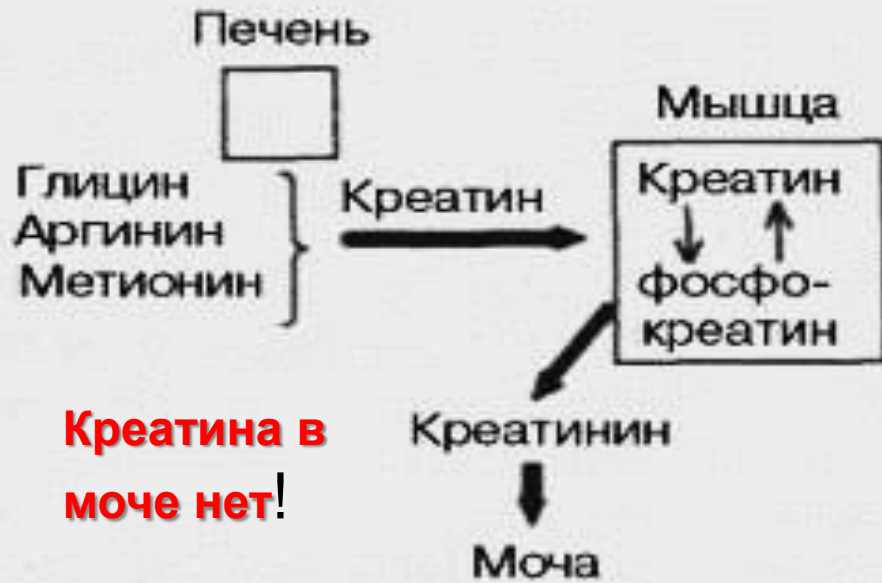 Печень
Мышца
Глицин
Аргинин
Метионин
Креатин
Креатин
фосфо-
креатин
Креатинин
Моча
Креатина в
моче нет!